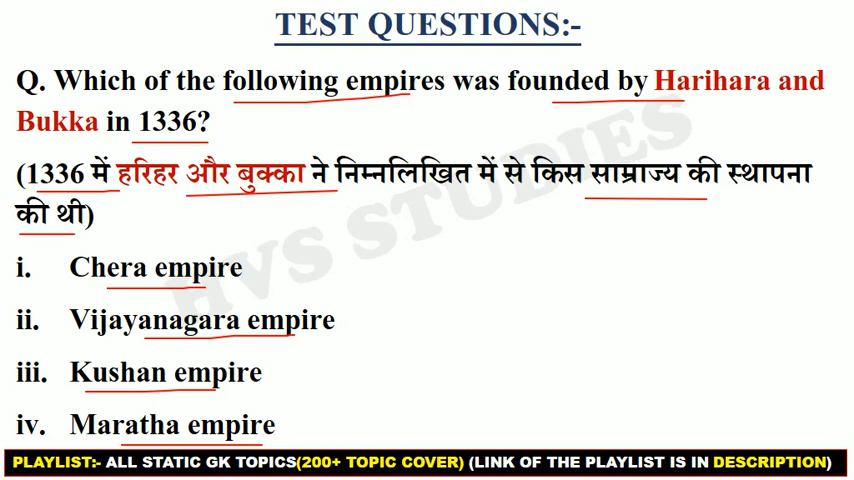 TEST QUESTIONS:-
Q. Which of the following empires was founded by Harihara and
Bukka in 1336?
(1336 में हरिहर और बुक्का ने निम्नलिखित में से किस साम्राज्य की स्थापना
की थी)
i. Chera empire
ii. Vijayanagara empire
iii. Kushan empire
iv. Maratha empire
HVS STUDIES
PLAYLIST:- ALL STATIC GK TOPICS(200+ TOPIC COVER) (LINK OF THE PLAYLIST IS IN DESCRIPTION)